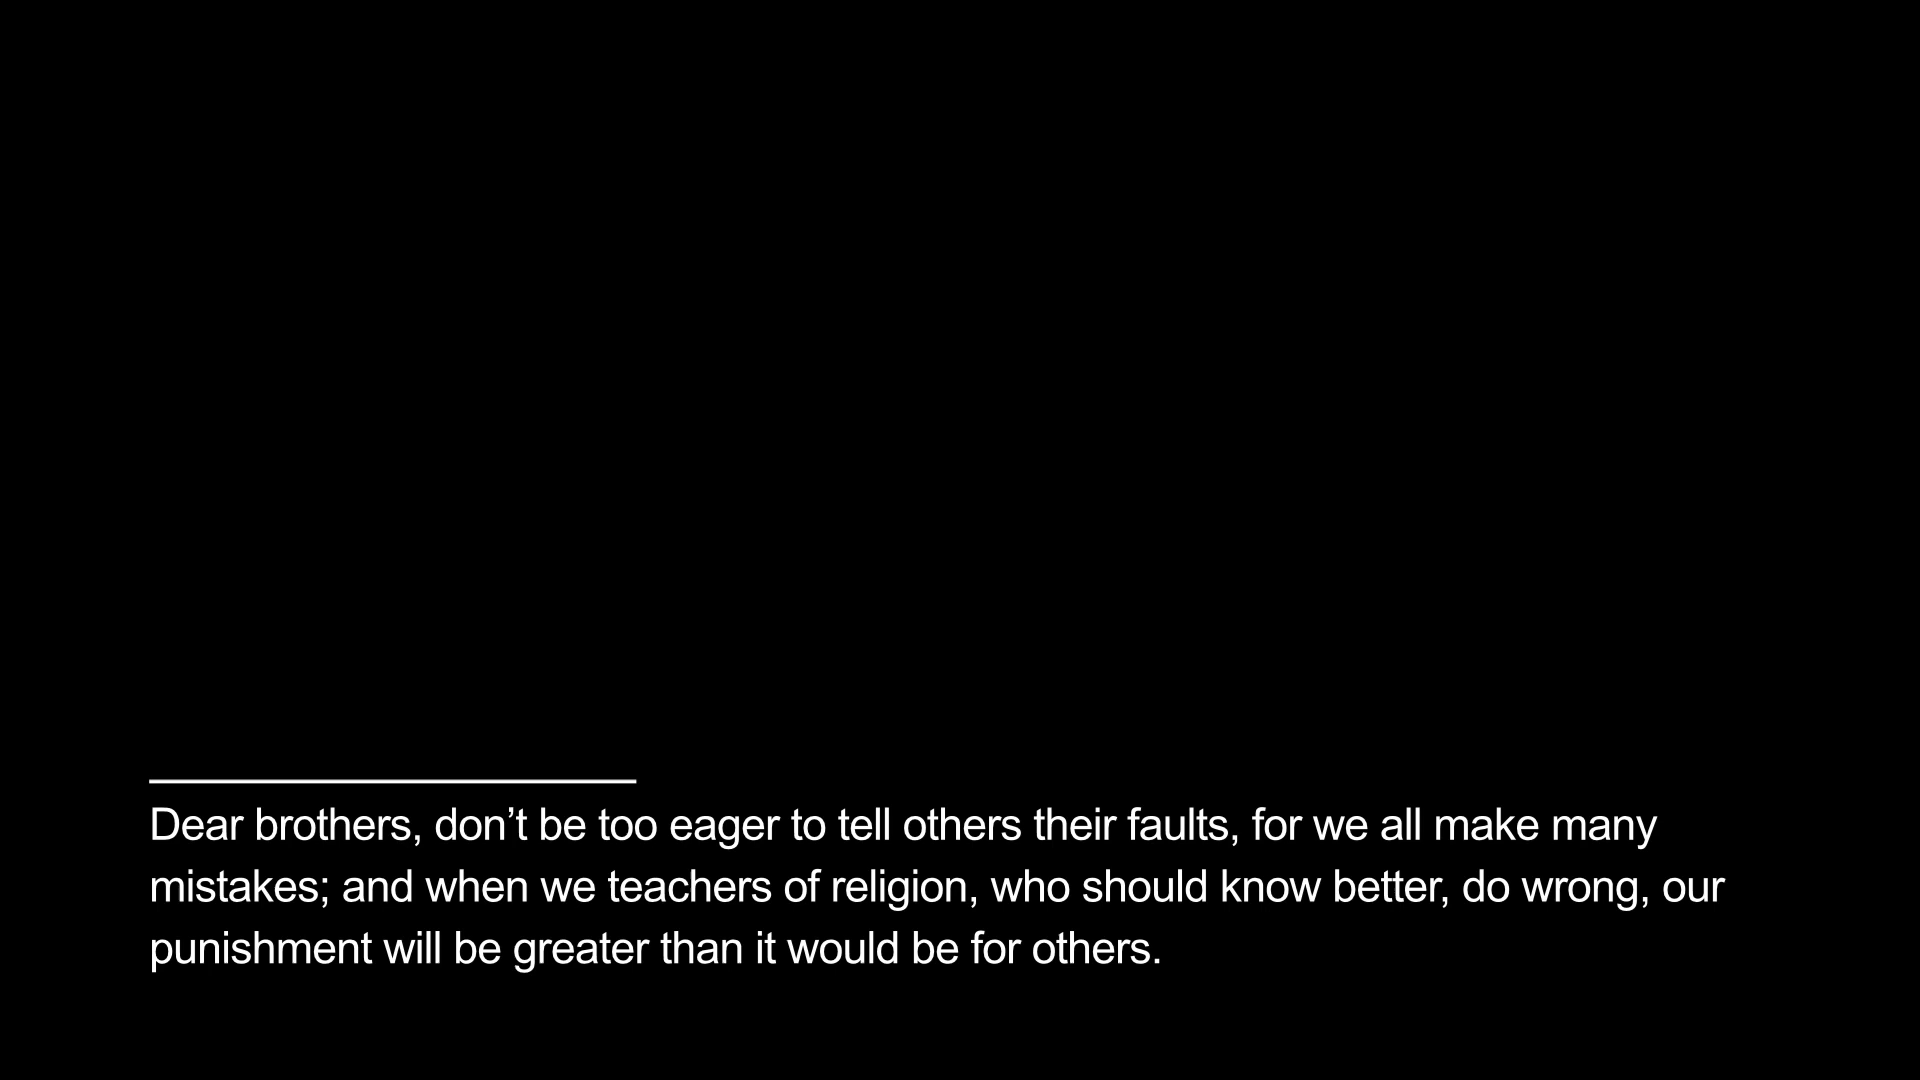 Dear brothers, don’t be too eager to tell others their faults, for we all make many
mistakes; and when we teachers of religion, who should know better, do wrong, our
punishment will be greater than it would be for others.